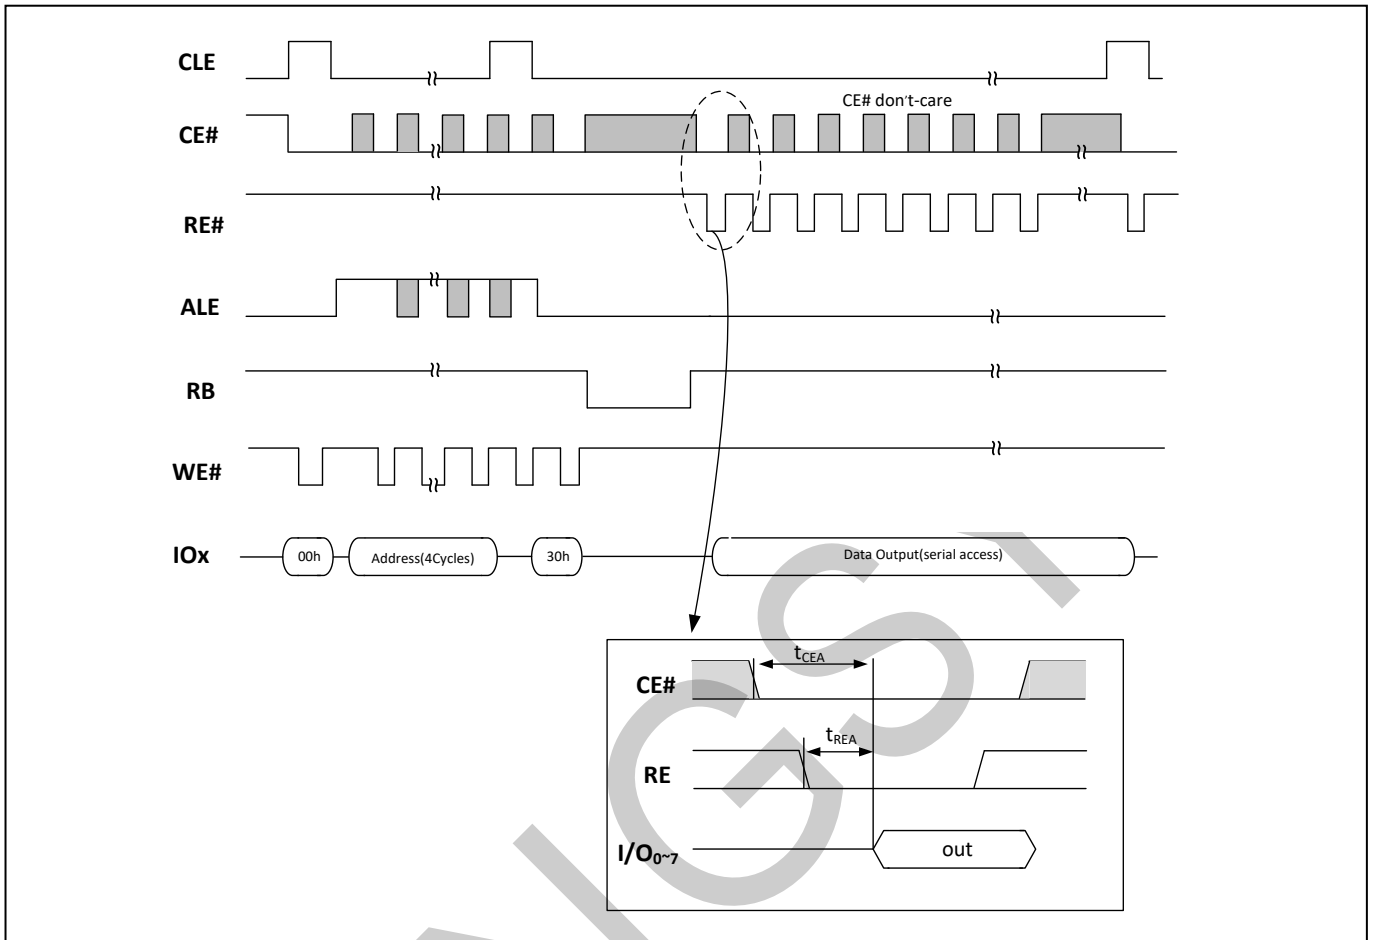 CLE
CE# don't-care
CE#
RE#
ALE
RB
WE#
IOx
00h
Address(4Cycles)
30h
Data Output(serial access)
tCEA
CE#
tREA
RE
I/O0~7
out